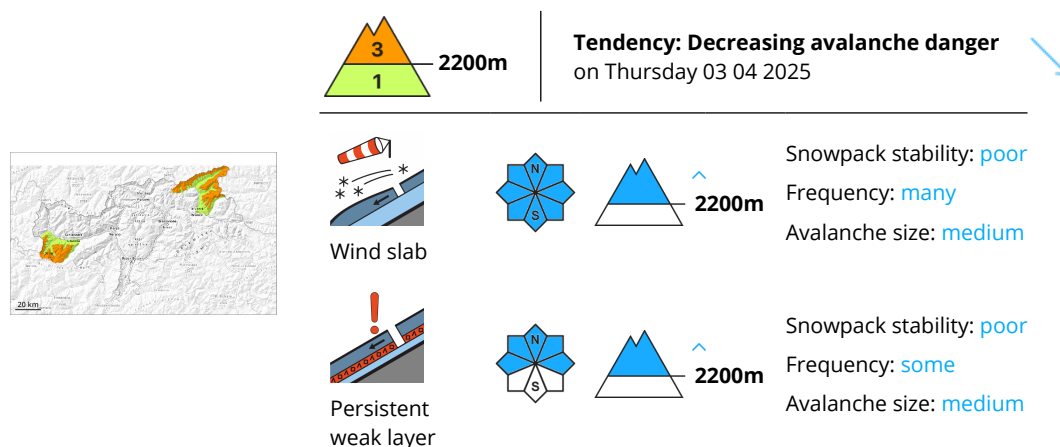 3
1
2200m
Tendency: Decreasing avalanche danger
on Thursday 03 04 2025
20 km
N
S
2200m
Wind slab
Snowpack stability: poor
Frequency: many
Avalanche size: medium
N
S
2200m
Persistent
weak layer
Snowpack stability: poor
Frequency: some
Avalanche size: medium